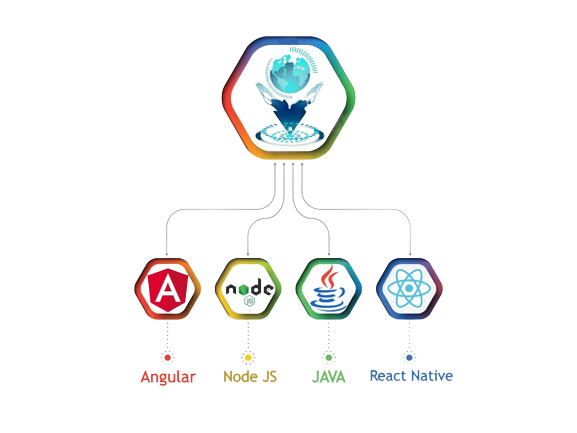 A
node
JS
Angular
Node JS
JAVA
React Native